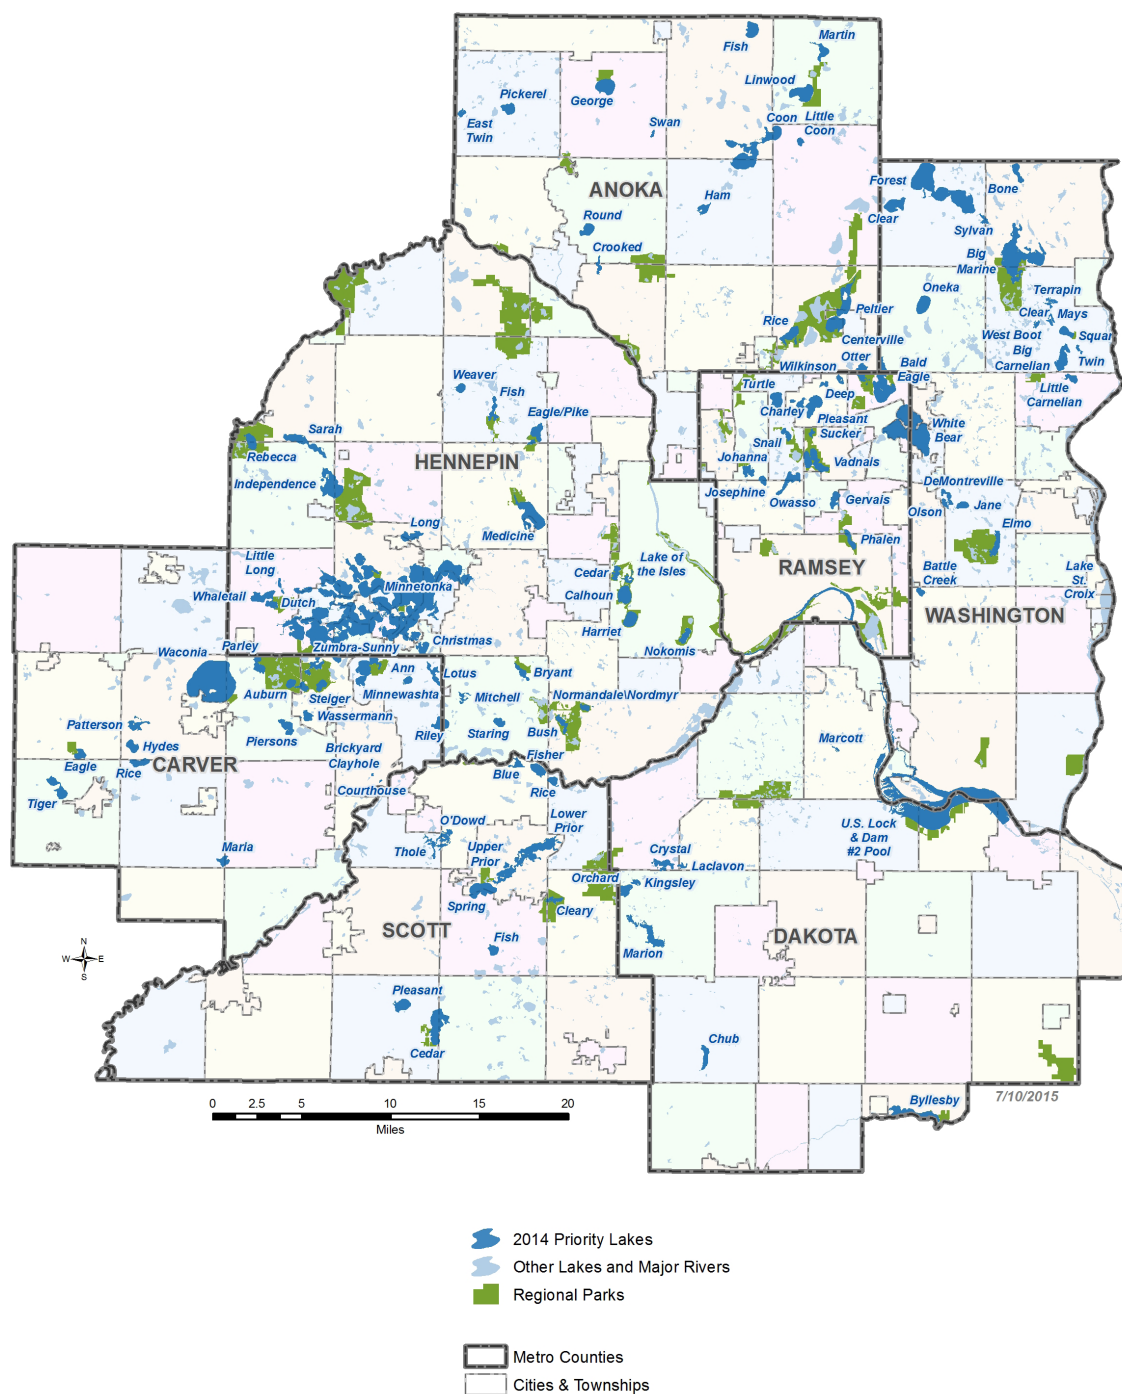 Fish
Martin
Linwood
Pickerel
George
East
Twin
Swan
Coon
Little
Coon
ANOKA
Ham
Round
Crooked
Forest
Bone
Clear
Sylvan
Big
Marine
Oneka
Terrapin
Clear
Mays
West Boot
Squar
Big
Carnelian
Twin
Little
Carnelian
Peltier
Rice
Centerville
Otter
Wilkinson
Bald
Eagle
Turtle
Deep
Charley
Pleasant
Sucker
White
Bear
Snail
Johanna
Vadnais
Josephine
Owasso
Gervais
DeMontreville
Olson
Jane
Elmo
Phalen
RAMSEY
Battle
Creek
Lake
St.
Croix
WASHINGTON
Weaver
Fish
Eagle/Pike
Sarah
Rebecca
HENNEPIN
Independence
Long
Medicine
Little
Long
Whaletail
Dutch
Minnetonka
Cedar
Lake of
the Isles
Calhoun
Harriet
Nokomis
Christmas
Zumbra-Sunny
Parley
Waconia
Ann
Lotus
Bryant
Auburn
Steiger
Minnewashta
Mitchell
Normandale\Nordmyr
Wassermann
Patterson
Piersons
Riley
Staring
Bush
Hydes
Brickyard
Clayhole
Fisher
Eagle
Rice
CARVER
Blue
Rice
Tiger
Courthouse
Marcott
O'Dowd
Lower
Prior
Thole
Upper
Prior
Maria
U.S. Lock
& Dam
#2 Pool
Crystal
Laclavon
Orchard
Kingsley
Spring
Cleary
SCOTT
Fish
Marion
DAKOTA
N
W
E
S
Pleasant
Cedar
Chub
Byllesby
7/10/2015
0 2.5 5 10 15 20
Miles
2014 Priority Lakes
Other Lakes and Major Rivers
Regional Parks
Metro Counties
Cities & Townships